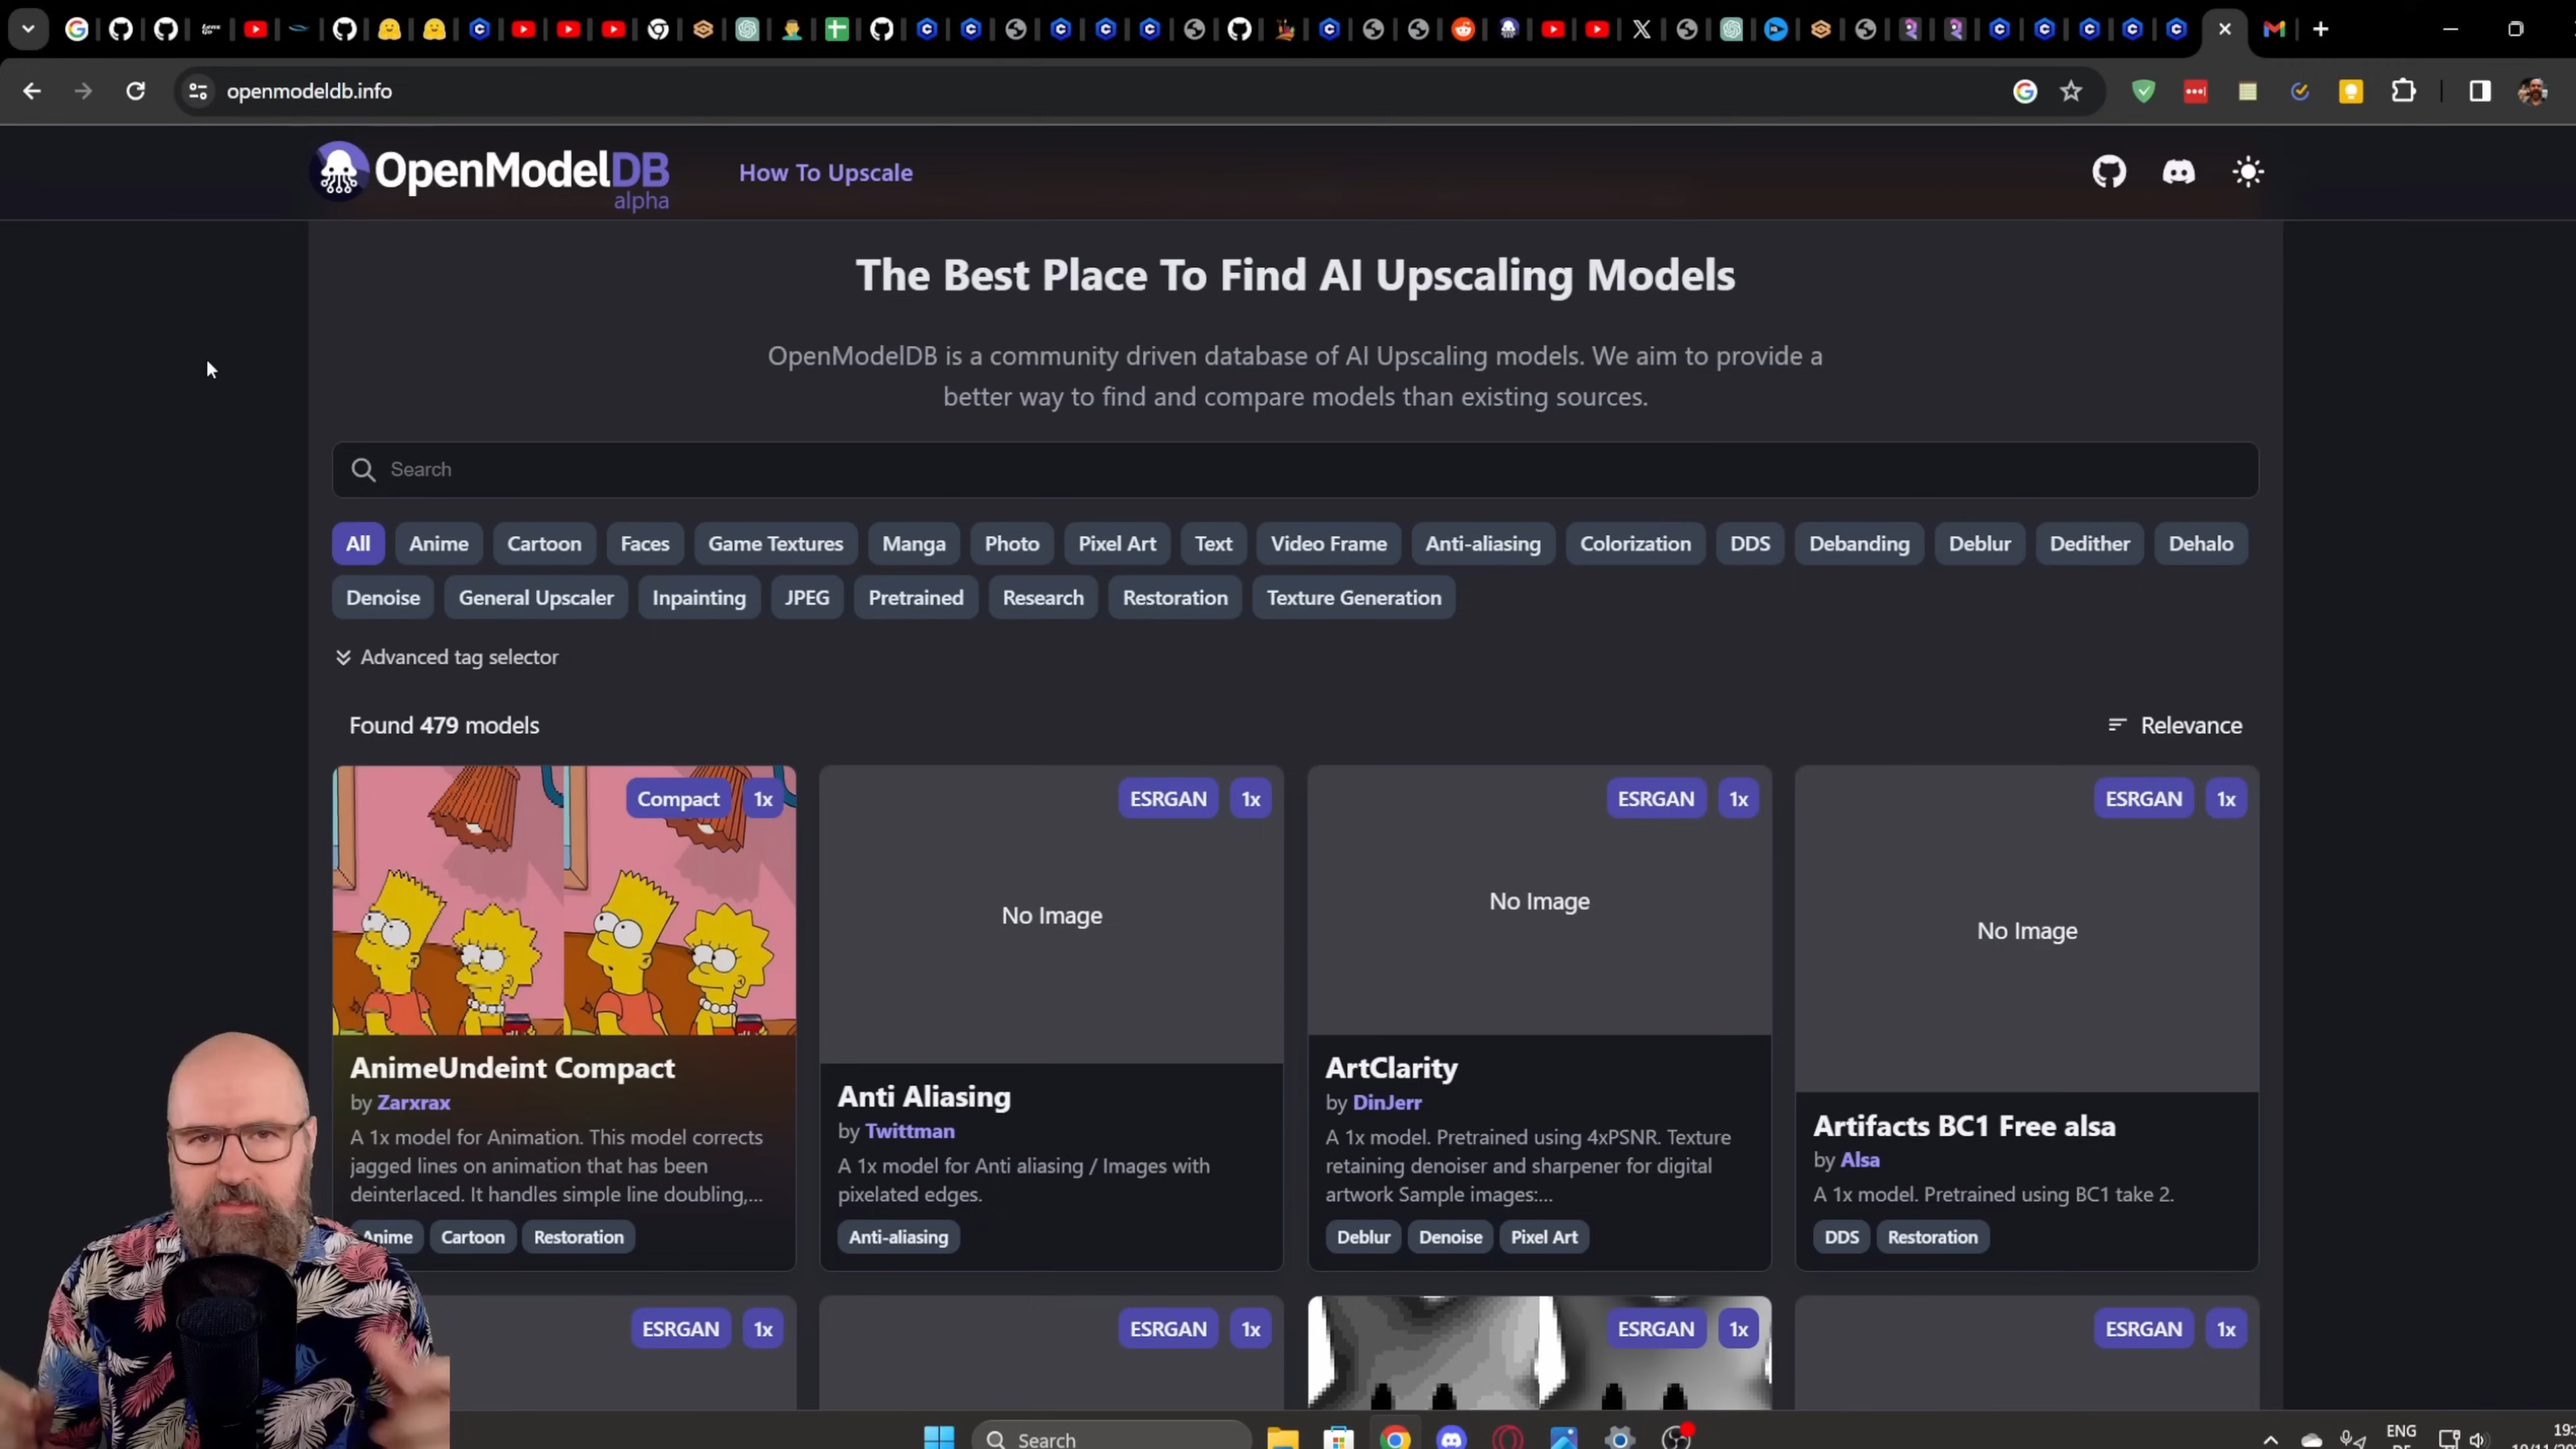 openmodeldb.info
OpenModelDB
alpha
How To Upscale
The Best Place To Find AI Upscaling Models
OpenModelDB is a community driven database of AI Upscaling models. We aim to provide a
better way to find and compare models than existing sources.
Search
All Anime Cartoon Faces Game Textures Manga Photo Pixel Art Text Video Frame Anti-aliasing Colorization DDS Debanding Deblur Dedither Dehalo
Denoise General Upscaler Inpainting JPEG Pretrained Research Restoration Texture Generation
Advanced tag selector
Found 479 models
Relevance
Compact 1x
AnimeUndeint Compact
by Zarxrax
A 1x model for Animation. This model corrects
jagged lines on animation that has been
deinterlaced. It handles simple line doubling,...
Anime Cartoon Restoration
ESRGAN 1x
No Image
Anti Aliasing
by Twittman
A 1x model for Anti aliasing / Images with
pixelated edges.
Anti-aliasing
ESRGAN 1x
No Image
ArtClarity
by DinJerr
A 1x model. Pretrained using 4xPSNR. Texture
retaining denoiser and sharpener for digital
artwork Sample images:...
Deblur Denoise Pixel Art
ESRGAN 1x
No Image
Artifacts BC1 Free alsa
by Alsa
A 1x model. Pretrained using BC1 take 2.
DDS Restoration
ESRGAN 1x
ESRGAN 1x
ESRGAN 1x
ESRGAN 1x
Search
ENG